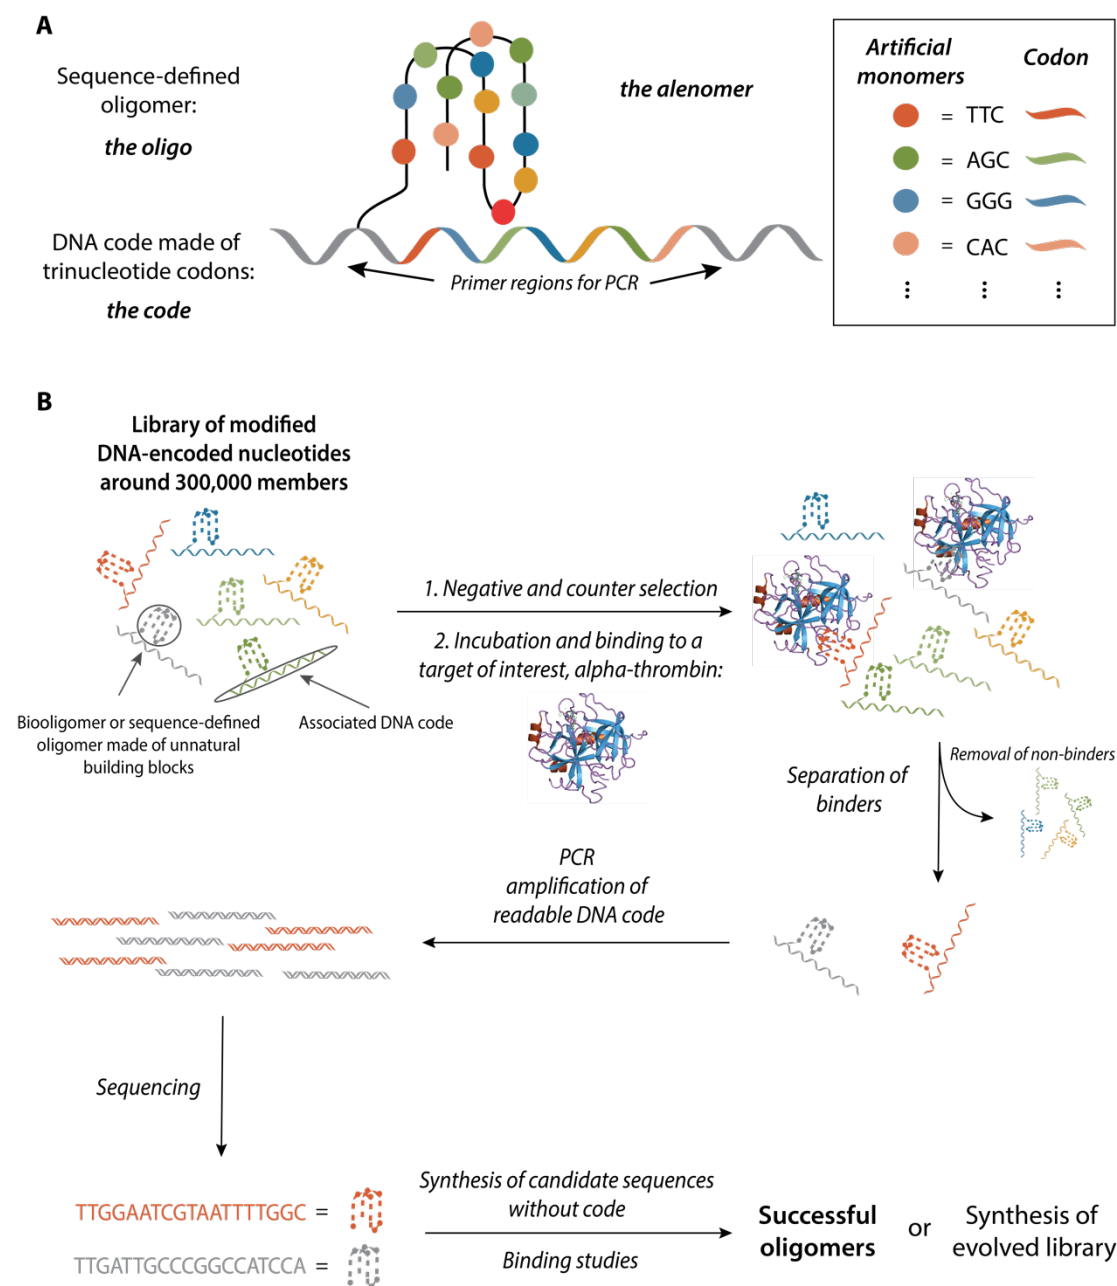 A
Sequence-defined
oligomer:
the oligo
the alenomer
DNA code made of
trinucleotide codons:
the code
Primer regions for PCR
Artificial
monomers
Codon
= TTC
= AGC
= GGG
= CAC
B
Library of modified
DNA-encoded nucleotides
around 300,000 members
Biooligomer or sequence-defined
oligomer made of unnatural
building blocks
Associated DNA code
1. Negative and counter selection
2. Incubation and binding to a
target of interest, alpha-thrombin:
Separation of
binders
Removal of non-binders
PCR
amplification of
readable DNA code
Sequencing
TTGGAATCGTAATTTTGGC =
TTGATTGCCCGGCCATCCA =
Synthesis of candidate sequences
without code
Binding studies
Successful
oligomers
or
Synthesis of
evolved library